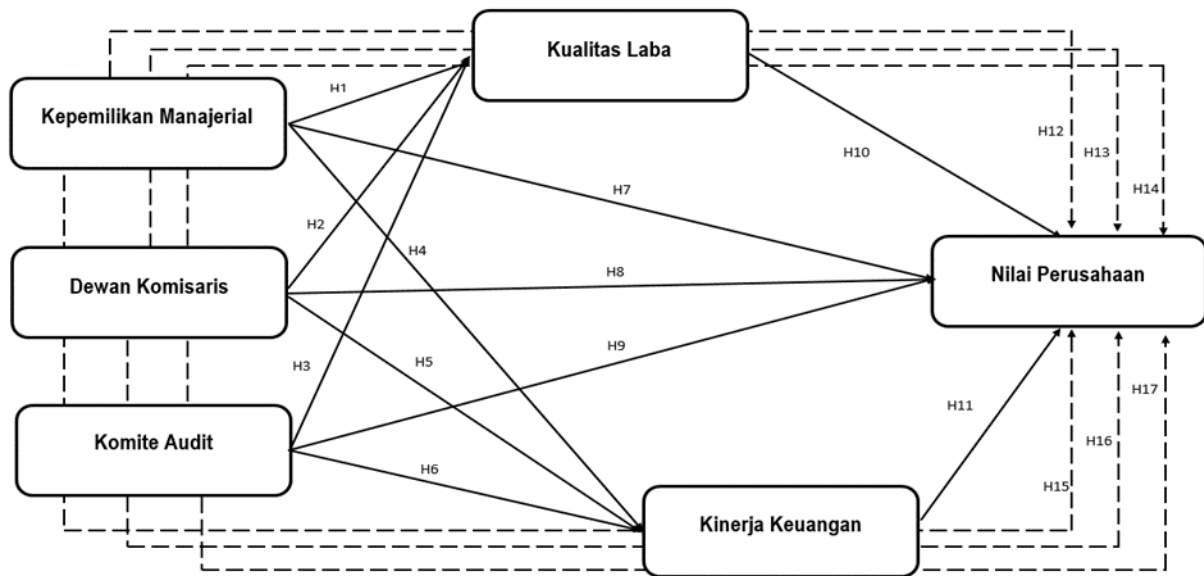 Kualitas Laba
H1
Kepemilikan Manajerial
H12
H13
H10
H14
H7
H2
H4
Dewan Komisaris
H8
Nilai Perusahaan
H9
H3
H5
H17
H11
Komite Audit
H16
H6
H15
Kinerja Keuangan